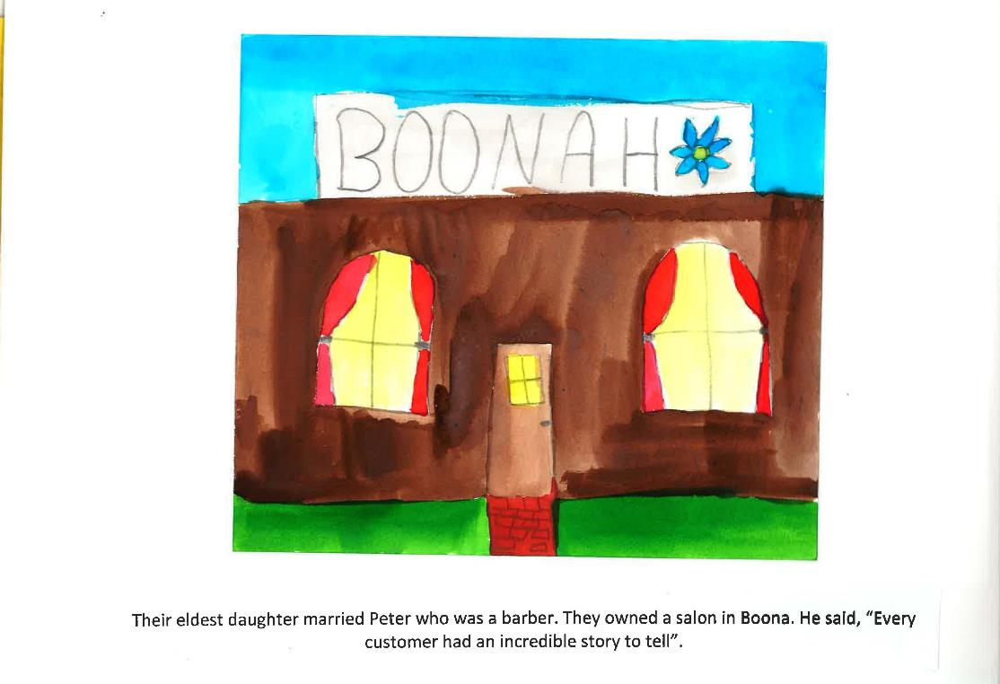 BOONAH
Their eldest daughter married Peter who was a barber. They owned a salon in Boona. He said, “Every
customer had an incredible story to tell”.